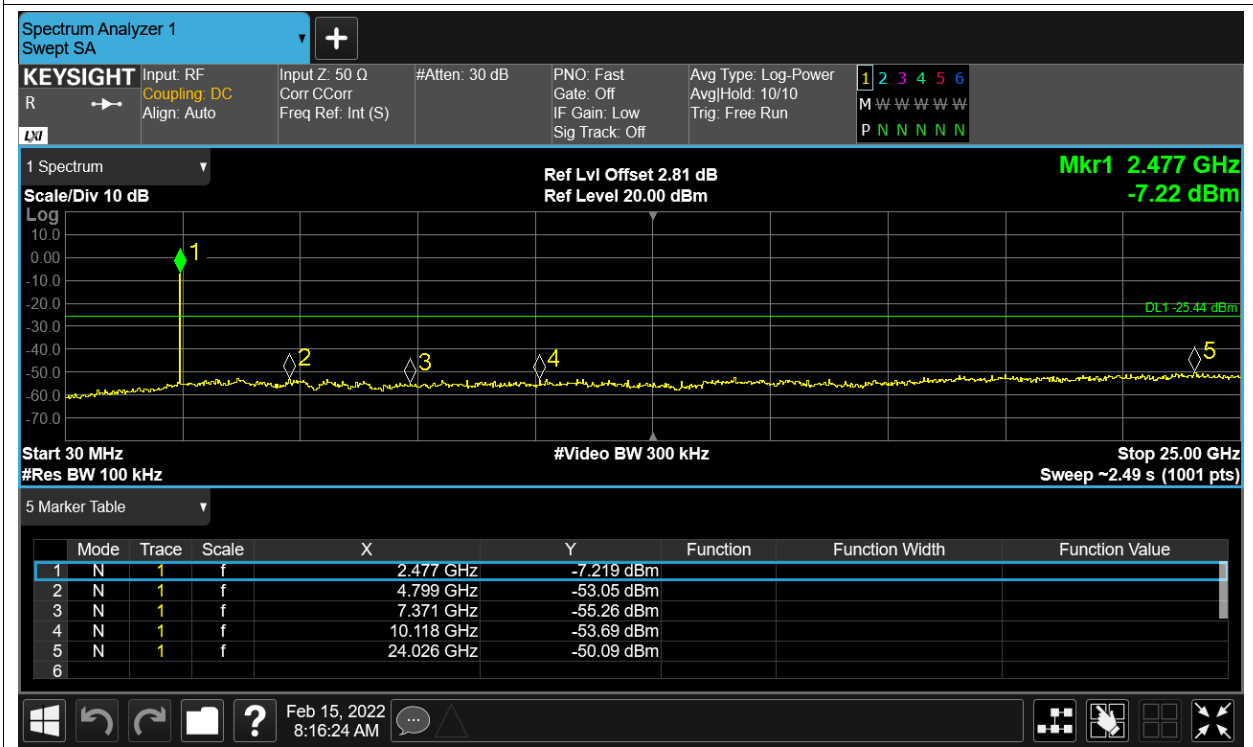 Spectrum Analyzer 1
Swept SA
+
KEYSIGHT Input: RF Input Z: 50 Ω #Atten: 30 dB PNO: Fast Avg Type: Log-Power 1 2 3 4 5 6
R Coupling: DC Corr CCorr Gate: Off Avg|Hold: 10/10 M W W W W W W
Align: Auto Freq Ref: Int (S) IF Gain: Low Trig: Free Run
LXI Sig Track: Off P N N N N N N
1 Spectrum Ref Lvl Offset 2.81 dB Mkr1 2.477 GHz
Scale/Div 10 dB Ref Level 20.00 dBm -7.22 dBm
Log
10.0
1
0.00
-10.0
-20.0
DL1 -25.44 dBm
-30.0
-40.0
2 3 4 5
-50.0
-60.0
-70.0
Start 30 MHz #Video BW 300 kHz Stop 25.00 GHz
#Res BW 100 kHz Sweep ~2.49 s (1001 pts)
5 Marker Table
Mode Trace Scale X Y Function Function Width Function Value
1 N 1 f 2.477 GHz -7.219 dBm
2 N 1 f 4.799 GHz -53.05 dBm
3 N 1 f 7.371 GHz -55.26 dBm
4 N 1 f 10.118 GHz -53.69 dBm
5 N 1 f 24.026 GHz -50.09 dBm
6
? Feb 15, 2022
8:16:24 AM